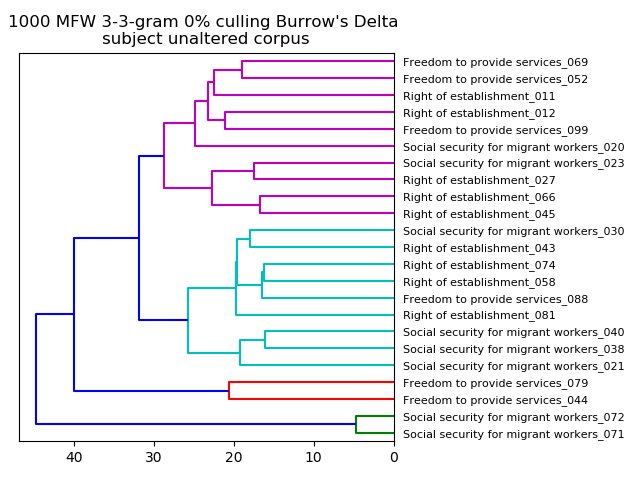 1000 MFW 3-3-gram 0% culling Burrow's Delta
subject unaltered corpus
Freedom to provide services_069
Freedom to provide services_052
Right of establishment_011
Right of establishment_012
Freedom to provide services_099
Social security for migrant workers_020
Social security for migrant workers_023
Right of establishment_027
Right of establishment_066
Right of establishment_045
Social security for migrant workers_030
Right of establishment_043
Right of establishment_074
Right of establishment_058
Freedom to provide services_088
Right of establishment_081
Social security for migrant workers_040
Social security for migrant workers_038
Social security for migrant workers_021
Freedom to provide services_079
Freedom to provide services_044
Social security for migrant workers_072
Social security for migrant workers_071
40 30 20 10 0